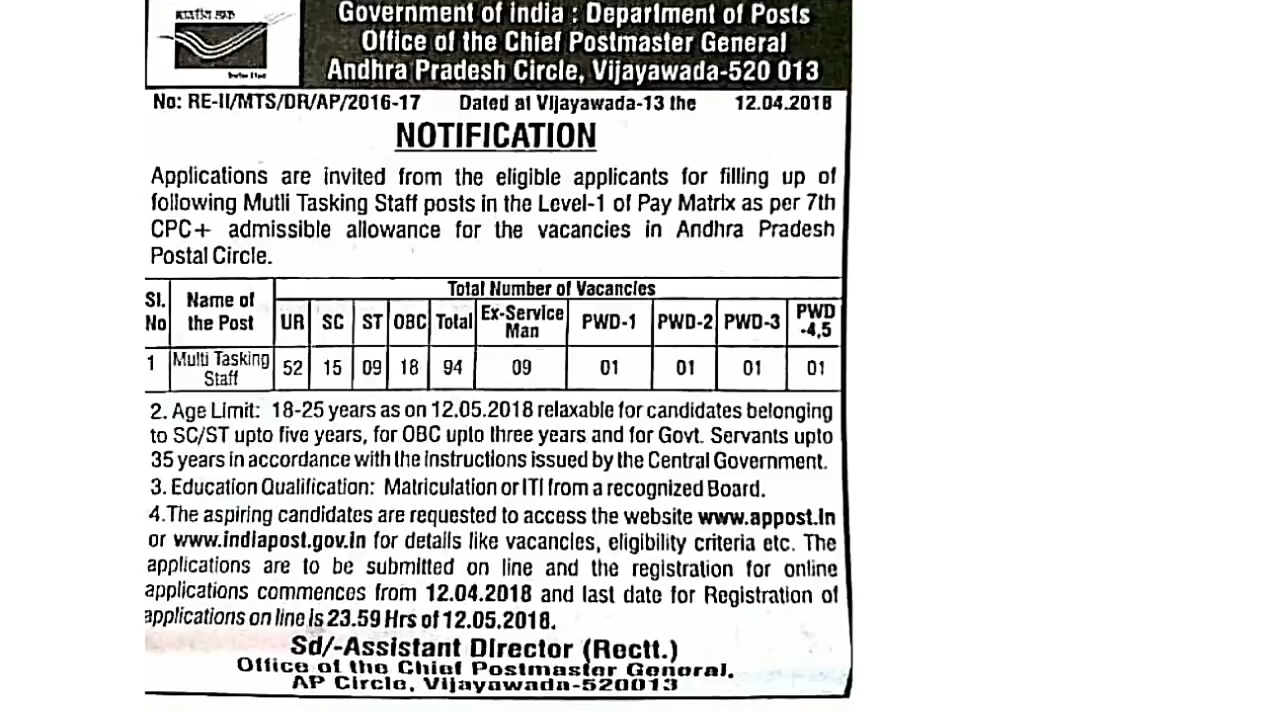 Government of India : Department of Posts
Office of the Chief Postmaster General
Andhra Pradesh Circle, Vijayawada-520 013
No: RE-II/MTS/DR/AP/2016-17 Dated at Vijayawada-13 the 12.04.2018
NOTIFICATION
Applications are invited from the eligible applicants for filling up of
following Mutli Tasking Staff posts in the Level-1 of Pay Matrix as per 7th
CPC+ admissible allowance for the vacancies in Andhra Pradesh
Postal Circle.
Sl. No Name of the Post Total Number of Vacancies
UR SC ST OBC Total Ex-Service Man PWD-1 PWD-2 PWD-3 PWD -4,5
1 Multi Tasking Staff 52 15 09 18 94 09 01 01 01 01
2. Age Limit: 18-25 years as on 12.05.2018 relaxable for candidates belonging
to SC/ST upto five years, for OBC upto three years and for Govt. Servants upto
35 years in accordance with the instructions issued by the Central Government.
3. Education Qualification: Matriculation or ITI from a recognized Board.
4.The aspiring candidates are requested to access the website www.appost.in
or www.indiapost.gov.in for details like vacancies, eligibility criteria etc. The
applications are to be submitted on line and the registration for online
applications commences from 12.04.2018 and last date for Registration of
applications on line is 23.59 Hrs of 12.05.2018.
Sd/-Assistant Director (Rectt.)
Office of the Chief Postmaster General,
AP Circle, Vijayawada-520013